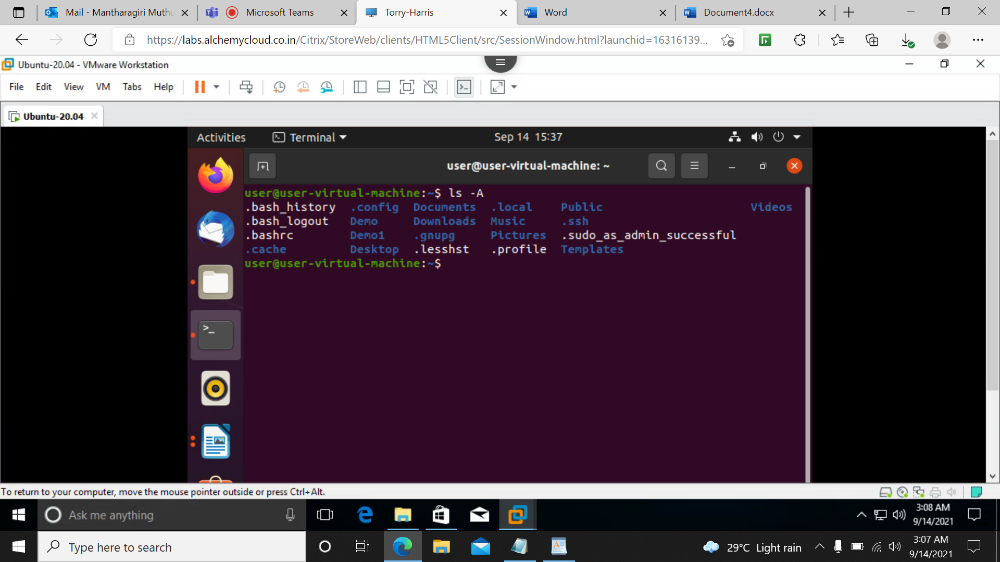 Mail - Mantharagiri Muthu
Microsoft Teams
Torry-Harris
Word
Document4.docx
https://labs.alchemycloud.co.in/Citrix/StoreWeb/clients/HTML5Client/src/SessionWindow.html?launchid=16316139...
Ubuntu-20.04 - VMware Workstation
File Edit View VM Tabs Help
Ubuntu-20.04
Activities Terminal Sep 14 15:37
user@user-virtual-machine: ~
user@user-virtual-machine:~$ ls -A
.bash_history .config Documents .local Public Videos
.bash_logout Demo Downloads Music .ssh
.bashrc Demo1 .gnupg Pictures .sudo_as_admin_successful
.cache Desktop .lesshst .profile Templates
user@user-virtual-machine:~$
To return to your computer, move the mouse pointer outside or press Ctrl+Alt.
Ask me anything
3:08 AM
9/14/2021
Type here to search
29°C Light rain
3:07 AM
9/14/2021